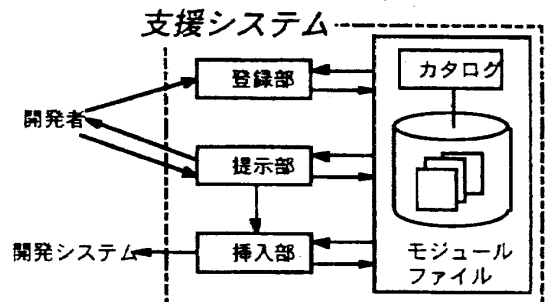 支援システム
登録部
カタログ
開発者
提示部
開発システム
挿入部
モジュール
ファイル